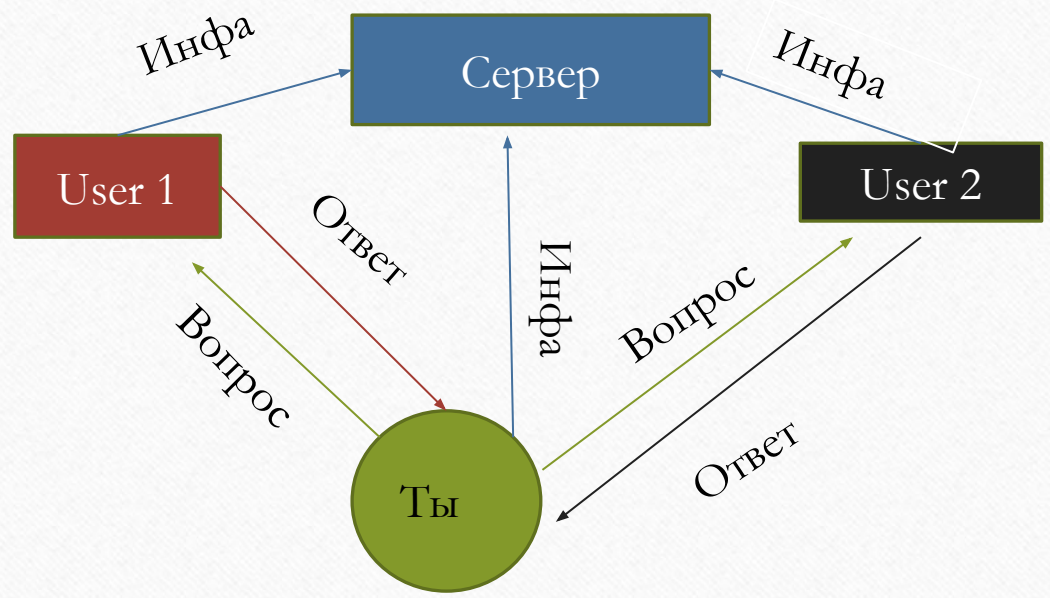 Инфа
Сервер
Инфа
User 1
User 2
Ответ
Инфа
Вопрос
Вопрос
Ответ
Ты